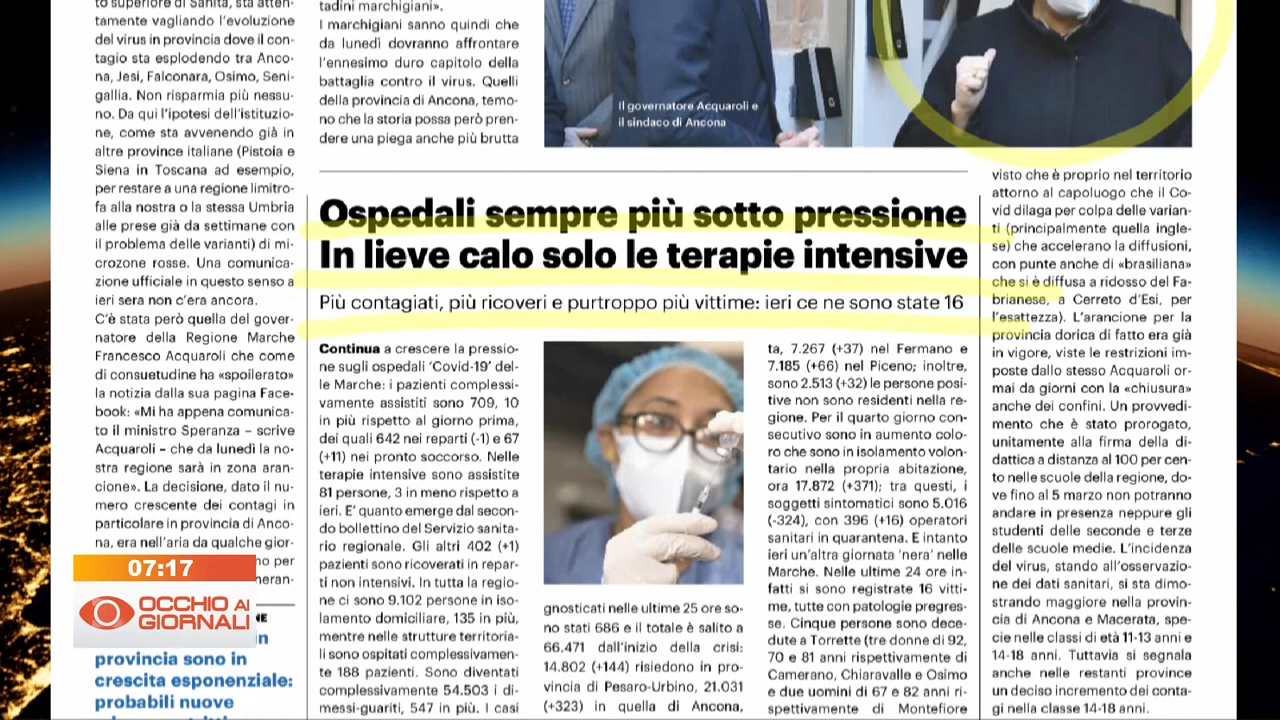 to superiore di Sanità, sta atten-
tamente vagliando l'evoluzione
del virus in provincia dove il con-
tagio sta esplodendo tra Anco-
na, Jesi, Falconara, Osimo, Seni-
gallia. Non risparmia più nessu-
no. Da qui l'ipotesi dell'istituzio-
ne, come sta avvenendo già in
altre province italiane (Pistoia e
Siena in Toscana ad esempio,
per restare a una regione limitro-
fa alla nostra o la stessa Umbria
alle prese già da settimane con
il problema delle varianti) di mi-
crozone rosse. Una comunica-
zione ufficiale in questo senso a
ieri sera non c'era ancora.
C'è stata però quella del gover-
natore della Regione Marche
Francesco Acquaroli che come
di consuetudine ha «spoilerato»
la notizia dalla sua pagina Face-
book: «Mi ha appena comunica-
to il ministro Speranza – scrive
Acquaroli – che da lunedì la no-
stra regione sarà in zona aran-
cione». La decisione, dato il nu-
mero crescente dei contagi in
particolare in provincia di Anco-
na, era nell'aria da qualche gior-
no per
neran-
07:17
OCCHIO AI
GIORNALI
NE
n
provincia sono in
crescita esponenziale:
probabili nuove
tadini marchigiani».
I marchigiani sanno quindi che
da lunedì dovranno affrontare
l'ennesimo duro capitolo della
battaglia contro il virus. Quelli
della provincia di Ancona, temo-
no che la storia possa però pren-
dere una piega anche più brutta
Il governatore Acquaroli e
il sindaco di Ancona
Ospedali sempre più sotto pressione
In lieve calo solo le terapie intensive
Più contagiati, più ricoveri e purtroppo più vittime: ieri ce ne sono state 16
Continua a crescere la pressio-
ne sugli ospedali 'Covid-19' del-
le Marche: i pazienti complessi-
vamente assistiti sono 709, 10
in più rispetto al giorno prima,
dei quali 642 nei reparti (-1) e 67
(+11) nei pronto soccorso. Nelle
terapie intensive sono assistite
81 persone, 3 in meno rispetto a
ieri. E' quanto emerge dal secon-
do bollettino del Servizio sanita-
rio regionale. Gli altri 402 (+1)
pazienti sono ricoverati in repar-
ti non intensivi. In tutta la regio-
ne ci sono 9.102 persone in iso-
lamento domiciliare, 135 in più,
mentre nelle strutture territoria-
li sono ospitati complessivamen-
te 188 pazienti. Sono diventati
complessivamente 54.503 i di-
messi-guariti, 547 in più. I casi
gnosticati nelle ultime 25 ore so-
no stati 686 e il totale è salito a
66.471 dall'inizio della crisi:
14.802 (+144) risiedono in pro-
vincia di Pesaro-Urbino, 21.031
(+323) in quella di Ancona,
ta, 7.267 (+37) nel Fermano e
7.185 (+66) nel Piceno; inoltre,
sono 2.513 (+32) le persone posi-
tive non sono residenti nella re-
gione. Per il quarto giorno con-
secutivo sono in aumento colo-
ro che sono in isolamento volon-
tario nella propria abitazione,
ora 17.872 (+371); tra questi, i
soggetti sintomatici sono 5.016
(-324), con 396 (+16) operatori
sanitari in quarantena. E intanto
ieri un'altra giornata 'nera' nelle
Marche. Nelle ultime 24 ore in-
fatti si sono registrate 16 vitti-
me, tutte con patologie pregres-
se. Cinque persone sono dece-
dute a Torrette (tre donne di 92,
70 e 81 anni rispettivamente di
Camerano, Chiaravalle e Osimo
e due uomini di 67 e 82 anni ri-
spettivamente di Montefiore
visto che è proprio nel territorio
attorno al capoluogo che il Co-
vid dilaga per colpa delle varian-
ti (principalmente quella ingle-
se) che accelerano la diffusioni,
con punte anche di «brasiliana»
che si è diffusa a ridosso del Fa-
brianese, a Cerreto d'Esi, per
l'esattezza). L'arancione per la
provincia dorica di fatto era già
in vigore, viste le restrizioni im-
poste dallo stesso Acquaroli or-
mai da giorni con la «chiusura»
anche dei confini. Un provvedi-
mento che è stato prorogato,
unitamente alla firma della di-
dattica a distanza al 100 per cen-
to nelle scuole della regione, do-
ve fino al 5 marzo non potranno
andare in presenza neppure gli
studenti delle seconde e terze
delle scuole medie. L'incidenza
del virus, stando all'osservazio-
ne dei dati sanitari, si sta dimo-
strando maggiore nella provin-
cia di Ancona e Macerata, spe-
cie nelle classi di età 11-13 anni e
14-18 anni. Tuttavia si segnala
anche nelle restanti province
un deciso incremento dei conta-
gi nella classe 14-18 anni.